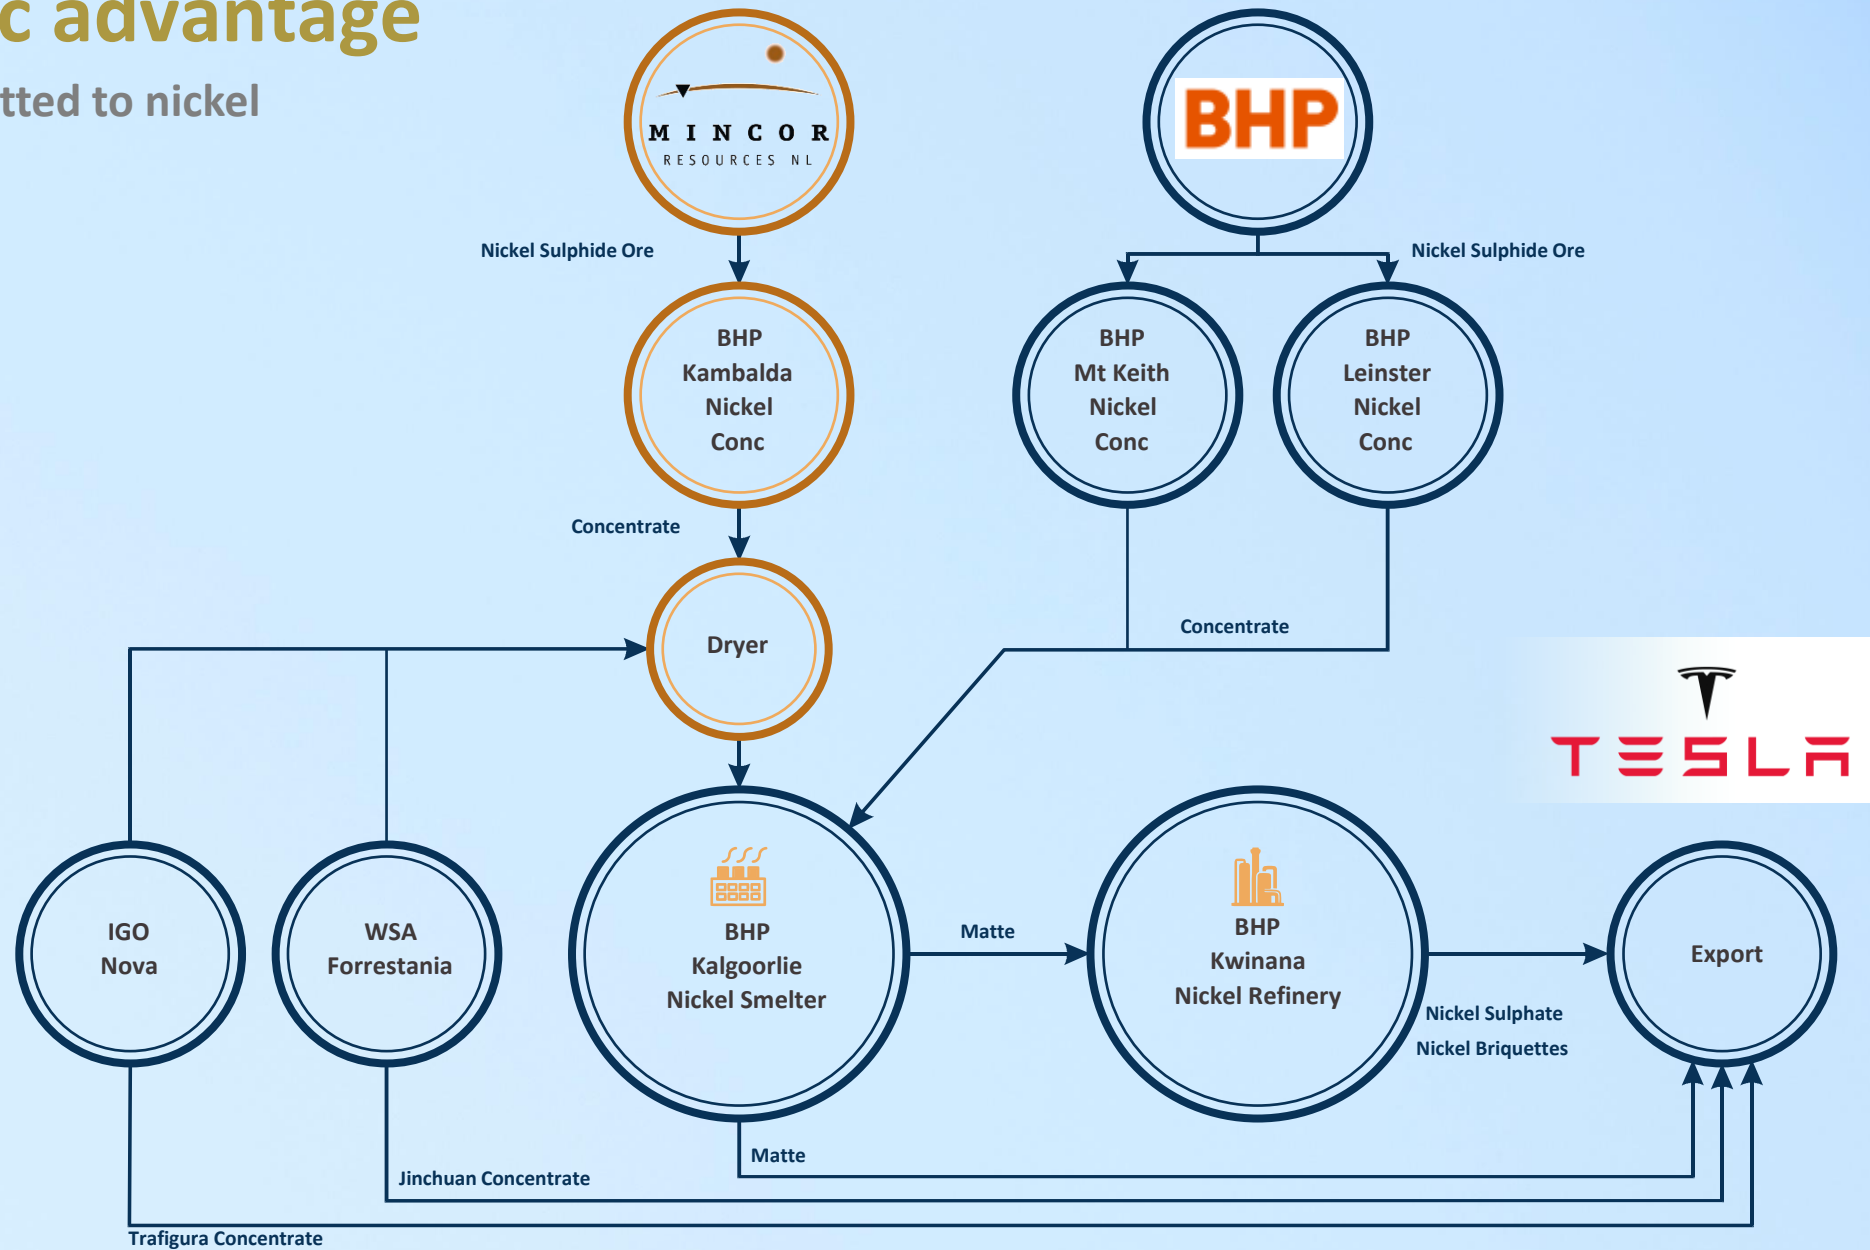 c advantage
tted to nickel
MINCOR
RESOURCES NL
BHP
Nickel Sulphide Ore
Nickel Sulphide Ore
BHP
Kambalda
Nickel
Conc
BHP
Mt Keith
Nickel
Conc
BHP
Leinster
Nickel
Conc
Concentrate
Concentrate
Dryer
TESLA
IGO
Nova
WSA
Forrestania
BHP
Kalgoorlie
Nickel Smelter
Matte
BHP
Kwinana
Nickel Refinery
Nickel Sulphate
Nickel Briquettes
Export
Matte
Jinchuan Concentrate
Trafigura Concentrate